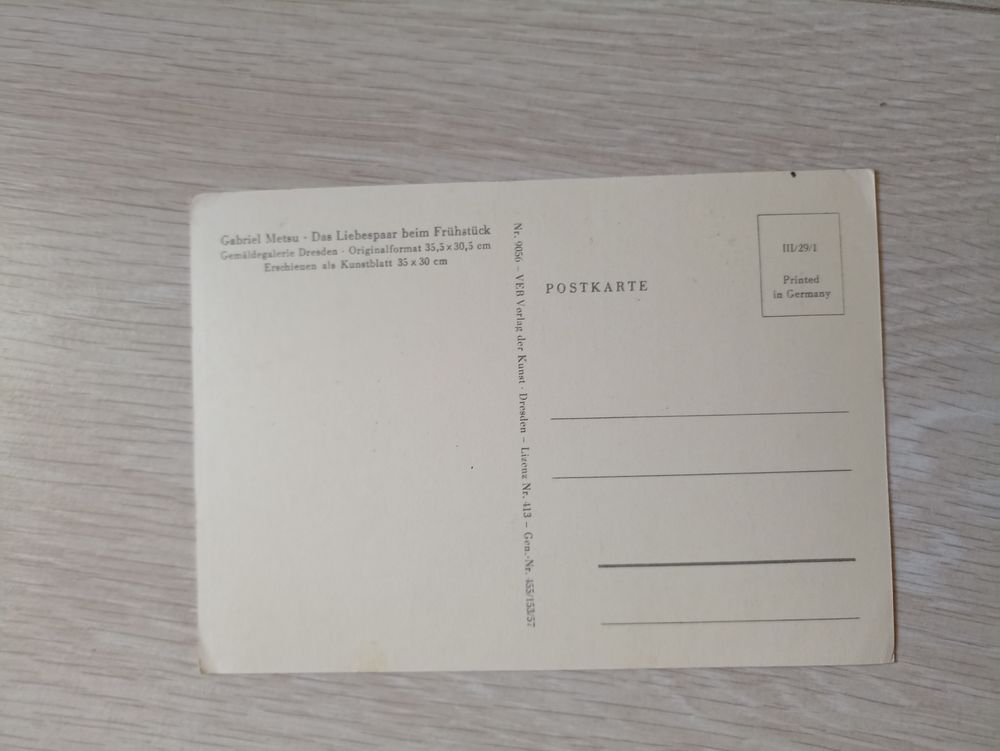 Gabriel Metsu · Das Liebespaar beim Frühstück
Gemäldegalerie Dresden · Originalformat 35,5 x 30,5 cm
Erschienen als Kunstblatt 35 x 30 cm
Nr. 9056 – VEB Verlag der Kunst · Dresden – Lizenz Nr. 413 – Gen.-Nr. 455/153/57
POSTKARTE
III/29/1
Printed
in Germany